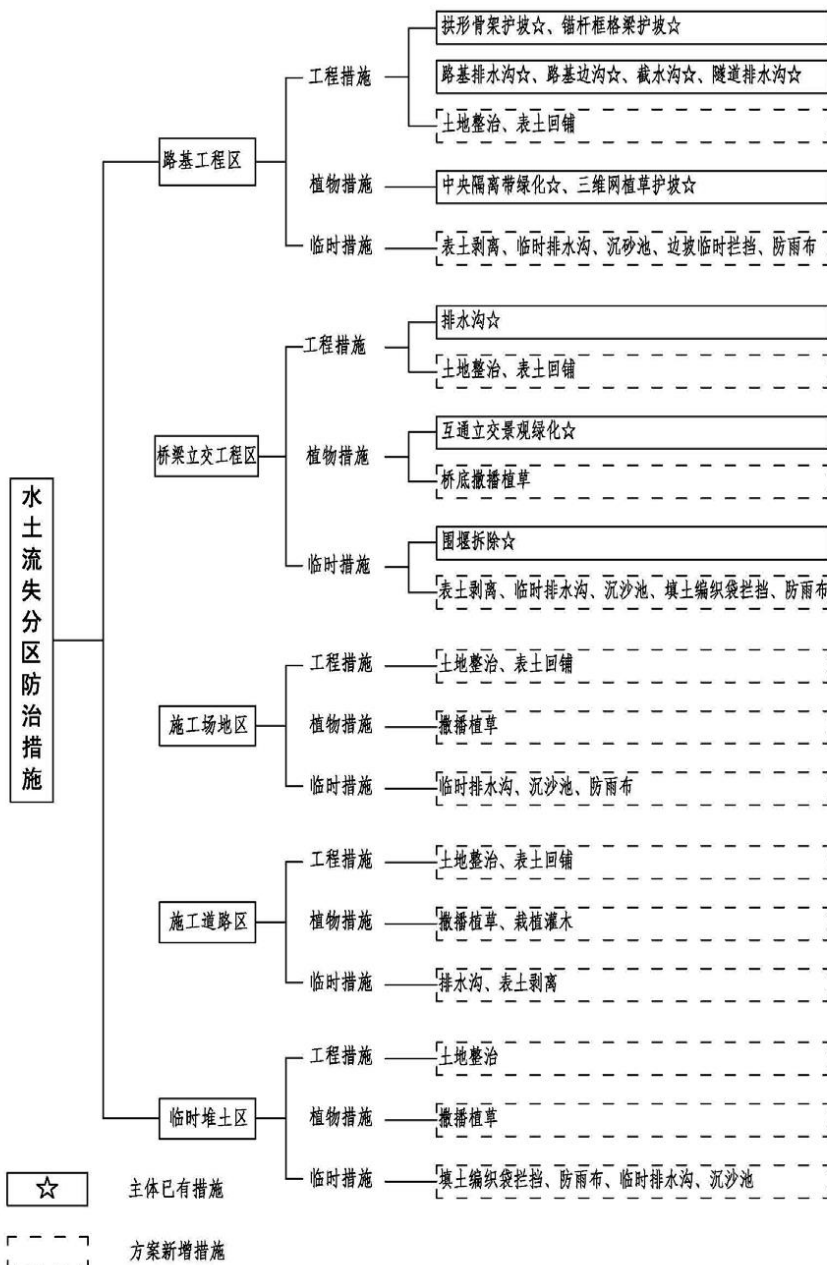 水土流失分区防治措施
路基工程区
工程措施
拱形骨架护坡☆、锚杆框格梁护坡☆
路基排水沟☆、路基边沟☆、截水沟☆、隧道排水沟☆
土地整治、表土回铺
植物措施
中央隔离带绿化☆、三维网植草护坡☆
临时措施
表土剥离、临时排水沟、沉砂池、边坡临时拦挡、防雨布
桥梁立交工程区
工程措施
排水沟☆
土地整治、表土回铺
植物措施
互通立交景观绿化☆
桥底撒播植草
临时措施
围堰拆除☆
表土剥离、临时排水沟、沉沙池、填土编织袋拦挡、防雨布
施工场地区
工程措施
土地整治、表土回铺
植物措施
撒播植草
临时措施
临时排水沟、沉沙池、防雨布
施工道路区
工程措施
土地整治、表土回铺
植物措施
撒播植草、栽植灌木
临时措施
排水沟、表土剥离
临时堆土区
工程措施
土地整治
植物措施
撒播植草
临时措施
填土编织袋拦挡、防雨布、临时排水沟、沉沙池
☆ 主体已有措施
方案新增措施